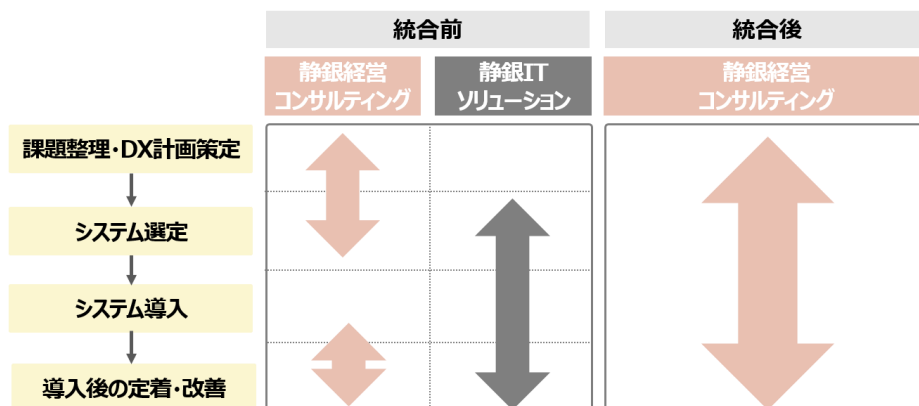 統合前
統合後
静銀経営
コンサルティング
静銀IT
ソリューション
静銀経営
コンサルティング
課題整理・DX計画策定
システム選定
システム導入
導入後の定着・改善